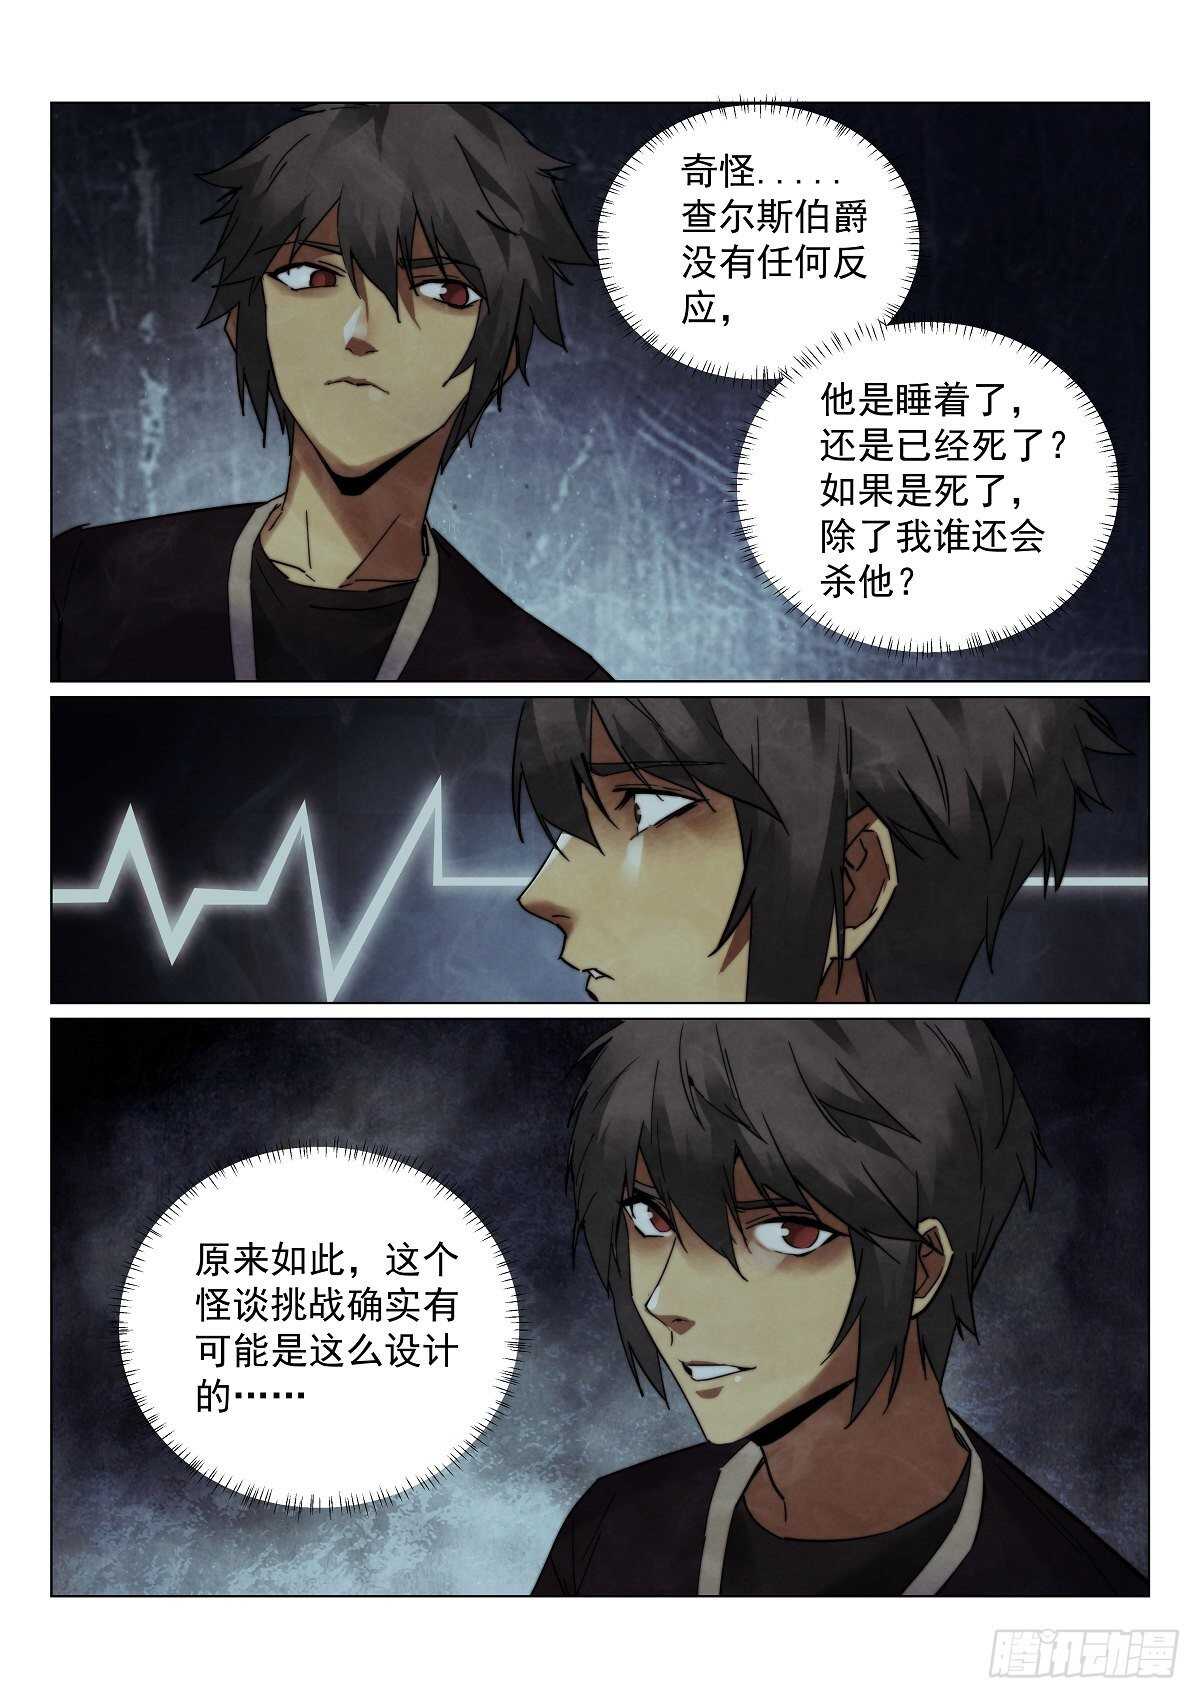 奇怪.....
查尔斯伯爵
没有任何反
应，
他是睡着了，
还是已经死了？
如果是死了，
除了我谁还会
杀他？
原来如此，这个
怪谈挑战确实有
可能是这么设计
的……
腾讯动漫